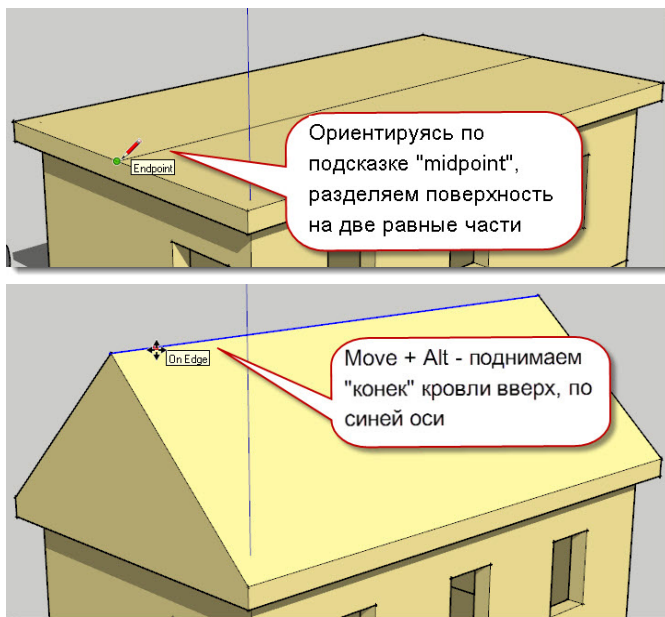 Ориентируясь по
подсказке "midpoint",
разделяем поверхность
на две равные части
Endpoint
Move + Alt - поднимаем
"конек" кровли вверх, по
синей оси
On Edge